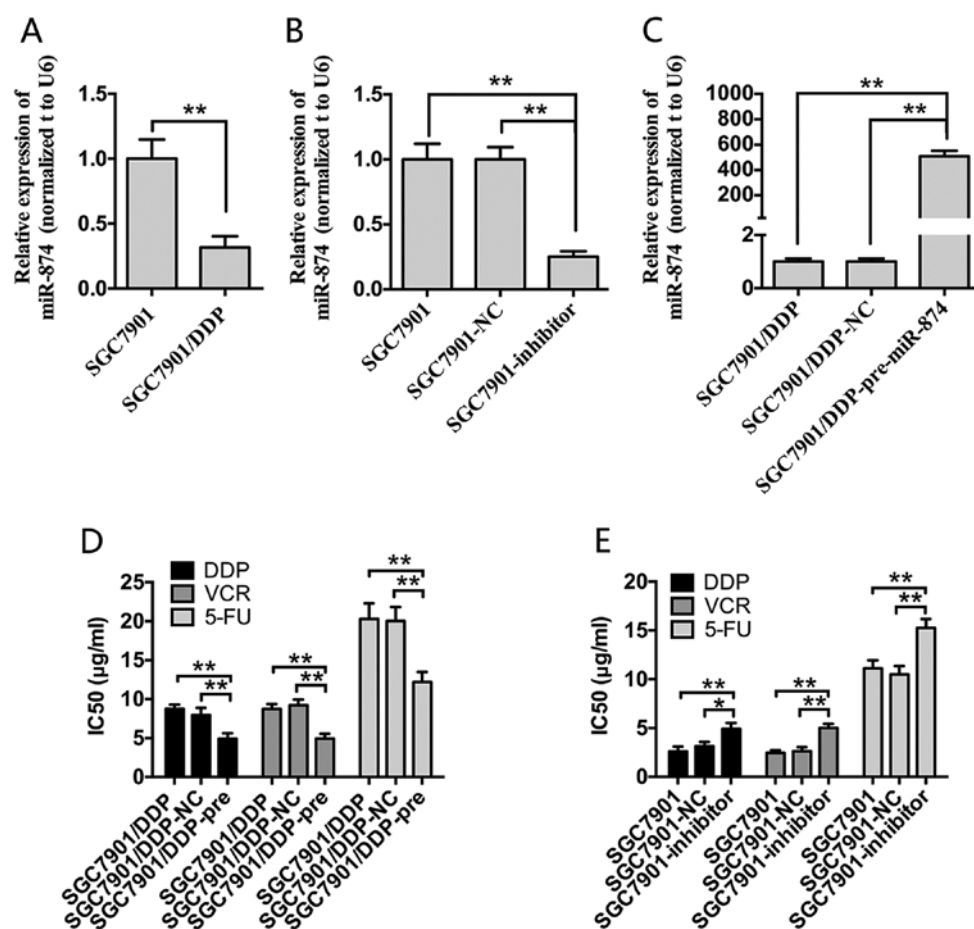 A
Relative expression of
miR-874 (normalized t to U6)
1.5
1.0
0.5
0.0
**
SGC7901
SGC7901/DDP
B
Relative expression of
miR-874 (normalized t to U6)
1.5
1.0
0.5
0.0
**
**
SGC7901
SGC7901-NC
SGC7901-inhibitor
C
Relative expression of
miR-874 (normalized t to U6)
1000
800
600
400
200
2
0
**
**
SGC7901/DDP
SGC7901/DDP-NC
SGC7901/DDP-pre-miR-874
D
IC50 (µg/ml)
25
20
15
10
5
0
DDP
VCR
5-FU
**
**
**
**
**
**
SGC7901/DDP
SGC7901/DDP-NC
SGC7901/DDP-pre
SGC7901/DDP
SGC7901/DDP-NC
SGC7901/DDP-pre
SGC7901/DDP
SGC7901/DDP-NC
SGC7901/DDP-pre
E
IC50 (µg/ml)
20
15
10
5
0
DDP
VCR
5-FU
**
*
**
**
**
**
SGC7901
SGC7901-NC
SGC7901-inhibitor
SGC7901
SGC7901-NC
SGC7901-inhibitor
SGC7901
SGC7901-NC
SGC7901-inhibitor